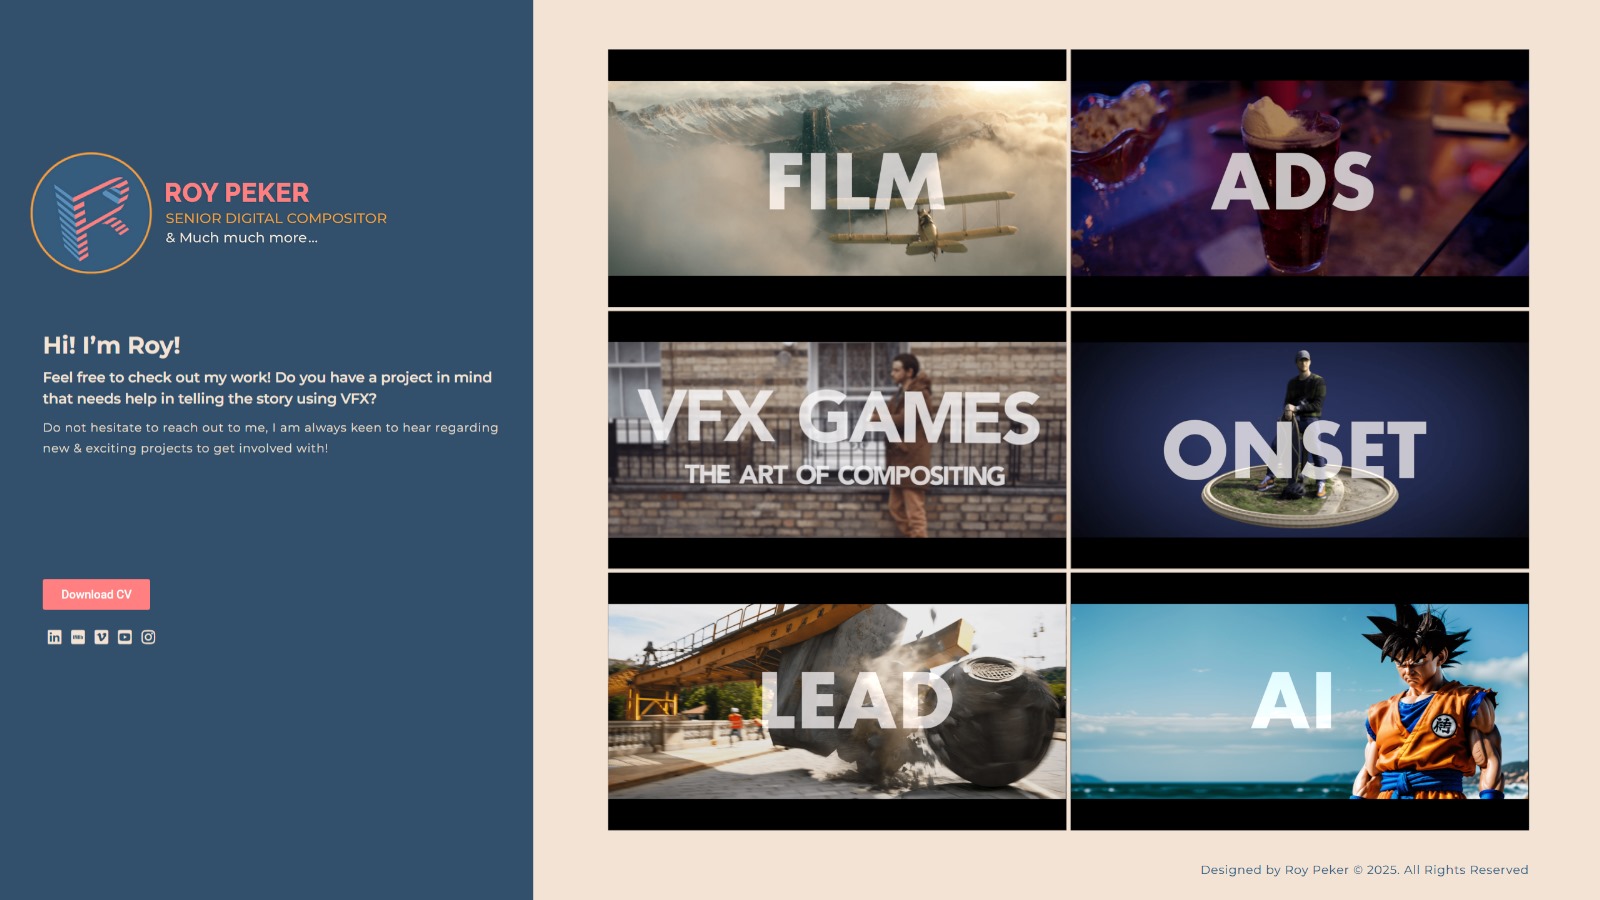 ROY PEKER
SENIOR DIGITAL COMPOSITOR
& Much much more...
Hi! I'm Roy!
Feel free to check out my work! Do you have a project in mind
that needs help in telling the story using VFX?
Do not hesitate to reach out to me, I am always keen to hear regarding
new & exciting projects to get involved with!
Download CV
FILM
ADS
VFX GAMES
THE ART OF COMPOSITING
ONSET
LEAD
AI
Designed by Roy Peker © 2025. All Rights Reserved